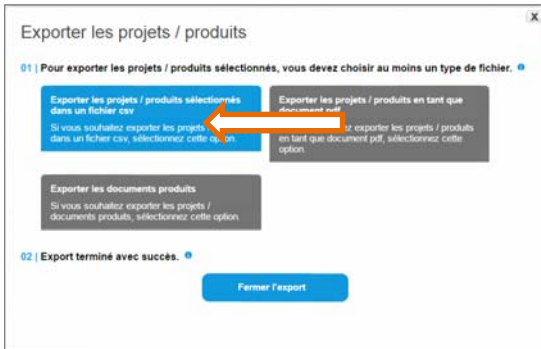 X
Exporter les projets / produits
01 | Pour exporter les projets / produits sélectionnés, vous devez choisir au moins un type de fichier.
Exporter les projets / produits sélectionnés
dans un fichier csv
Si vous souhaitez exporter les projets
dans un fichier csv, sélectionnez cette option.
Exporter les projets / produits en tant que
document pdf
exporter les projets / produits
en tant que document pdf, sélectionnez cette
option.
Exporter les documents produits
Si vous souhaitez exporter les projets /
documents produits, sélectionnez cette option.
02 | Export terminé avec succès.
Fermer l'export